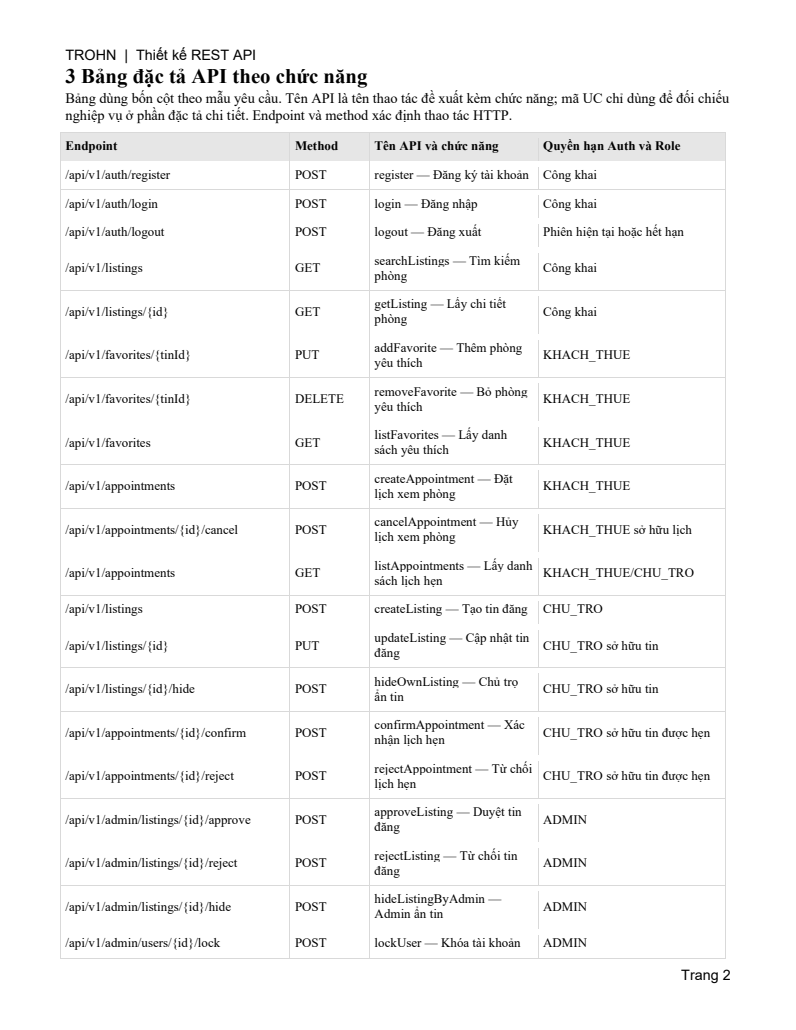 TROHN | Thiết kế REST API
3 Bảng đặc tả API theo chức năng
Bảng dùng bốn cột theo mẫu yêu cầu. Tên API là tên thao tác đề xuất kèm chức năng; mã UC chỉ dùng để đối chiếu
nghiệp vụ ở phần đặc tả chi tiết. Endpoint và method xác định thao tác HTTP.
Endpoint Method Tên API và chức năng Quyền hạn Auth và Role
/api/v1/auth/register POST register — Đăng ký tài khoản Công khai
/api/v1/auth/login POST login — Đăng nhập Công khai
/api/v1/auth/logout POST logout — Đăng xuất Phiên hiện tại hoặc hết hạn
/api/v1/listings GET searchListings — Tìm kiếm
phòng Công khai
/api/v1/listings/{id} GET getListing — Lấy chi tiết
phòng Công khai
/api/v1/favorites/{tinId} PUT addFavorite — Thêm phòng
yêu thích KHACH_THUE
/api/v1/favorites/{tinId} DELETE removeFavorite — Bỏ phòng
yêu thích KHACH_THUE
/api/v1/favorites GET listFavorites — Lấy danh
sách yêu thích KHACH_THUE
/api/v1/appointments POST createAppointment — Đặt
lịch xem phòng KHACH_THUE
/api/v1/appointments/{id}/cancel POST cancelAppointment — Hủy
lịch xem phòng KHACH_THUE sở hữu lịch
/api/v1/appointments GET listAppointments — Lấy danh
sách lịch hẹn KHACH_THUE/CHU_TRO
/api/v1/listings POST createListing — Tạo tin đăng CHU_TRO
/api/v1/listings/{id} PUT updateListing — Cập nhật tin
đăng CHU_TRO sở hữu tin
/api/v1/listings/{id}/hide POST hideOwnListing — Chủ trọ
ẩn tin CHU_TRO sở hữu tin
/api/v1/appointments/{id}/confirm POST confirmAppointment — Xác
nhận lịch hẹn CHU_TRO sở hữu tin được hẹn
/api/v1/appointments/{id}/reject POST rejectAppointment — Từ chối
lịch hẹn CHU_TRO sở hữu tin được hẹn
/api/v1/admin/listings/{id}/approve POST approveListing — Duyệt tin
đăng ADMIN
/api/v1/admin/listings/{id}/reject POST rejectListing — Từ chối tin
đăng ADMIN
/api/v1/admin/listings/{id}/hide POST hideListingByAdmin —
Admin ẩn tin ADMIN
/api/v1/admin/users/{id}/lock POST lockUser — Khóa tài khoản ADMIN
Trang 2